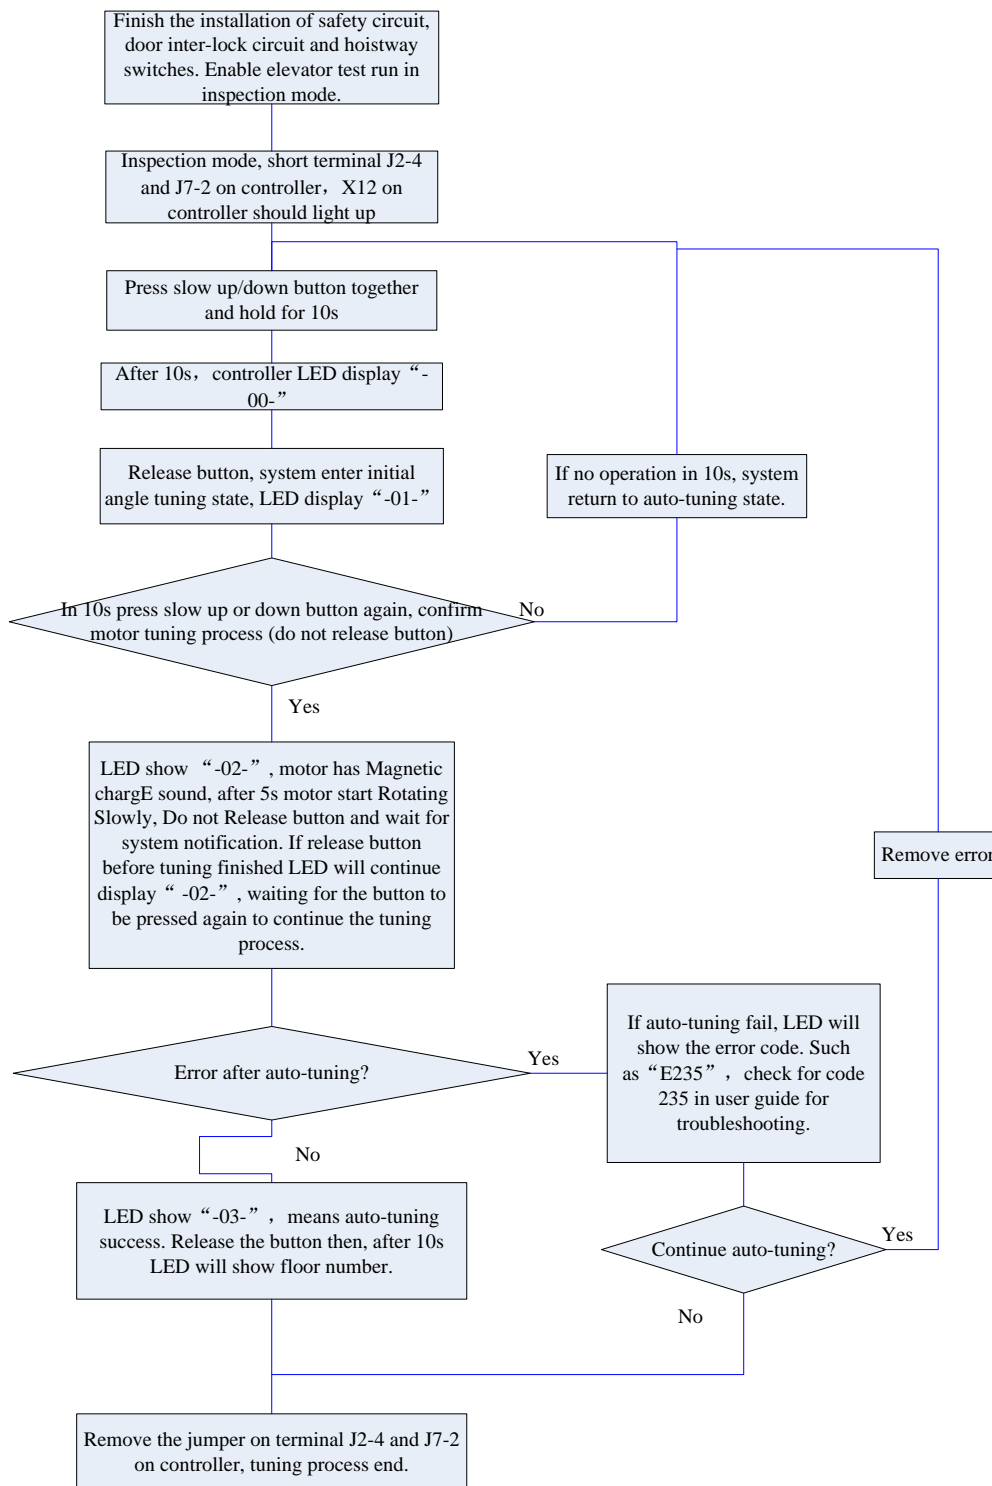 Finish the installation of safety circuit,
door inter-lock circuit and hoistway
switches. Enable elevator test run in
inspection mode.
Inspection mode, short terminal J2-4
and J7-2 on controller，X12 on
controller should light up
Press slow up/down button together
and hold for 10s
After 10s，controller LED display “-
00-”
Release button, system enter initial
angle tuning state, LED display “-01-”
If no operation in 10s, system
return to auto-tuning state.
In 10s press slow up or down button again, confirm
motor tuning process (do not release button)
No
Yes
LED show “-02-”, motor has Magnetic
chargE sound, after 5s motor start Rotating
Slowly, Do not Release button and wait for
system notification. If release button
before tuning finished LED will continue
display “ -02-”, waiting for the button to
be pressed again to continue the tuning
process.
Remove error
Error after auto-tuning?
Yes
If auto-tuning fail, LED will
show the error code. Such
as “E235”，check for code
235 in user guide for
troubleshooting.
No
LED show “-03-”，means auto-tuning
success. Release the button then, after 10s
LED will show floor number.
Continue auto-tuning?
Yes
No
Remove the jumper on terminal J2-4 and J7-2
on controller, tuning process end.